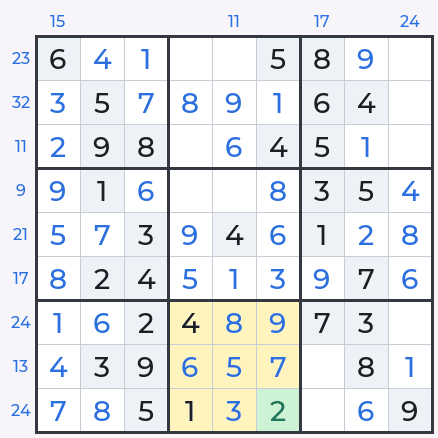 15 11 17 24
23 6 4 1 5 8 9
32 3 5 7 8 9 1 6 4
11 2 9 8 6 4 5 1
9 9 1 6 8 3 5 4
21 5 7 3 9 4 6 1 2 8
17 8 2 4 5 1 3 9 7 6
24 1 6 2 4 8 9 7 3
13 4 3 9 6 5 7 8 1
24 7 8 5 1 3 2 6 9